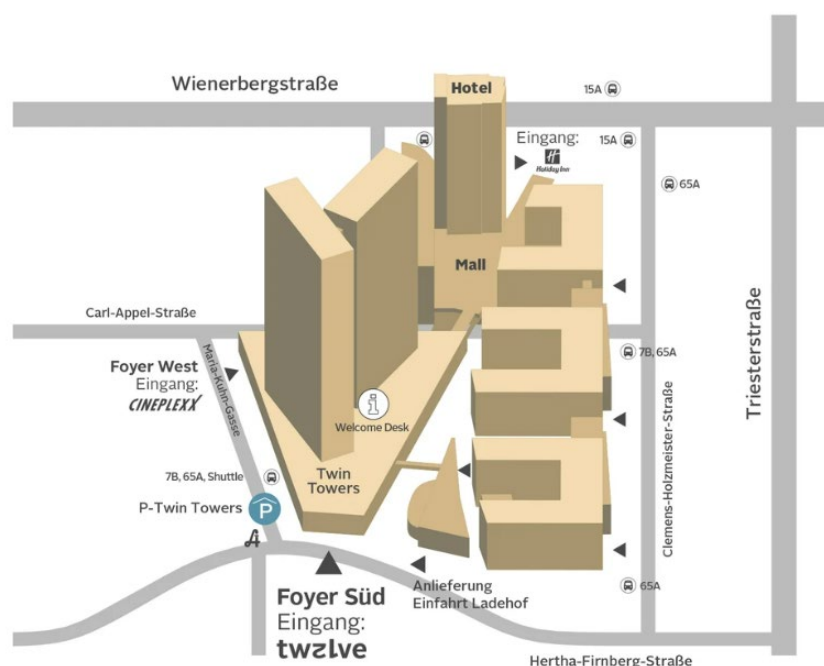 Wienerbergstraße
Hotel
15A
Eingang:
Holiday Inn
15A
65A
Mall
Carl-Appel-Straße
Triesterstraße
Maria-Kuhn-Gasse
Foyer West
Eingang:
CINEPLEXX
7B, 65A
i
Welcome Desk
Clemens-Holzmeister-Straße
Twin
Towers
7B, 65A, Shuttle
P-Twin Towers
P
Foyer Süd
Eingang:
twelve
Anlieferung
Einfahrt Ladehof
65A
Hertha-Firnberg-Straße